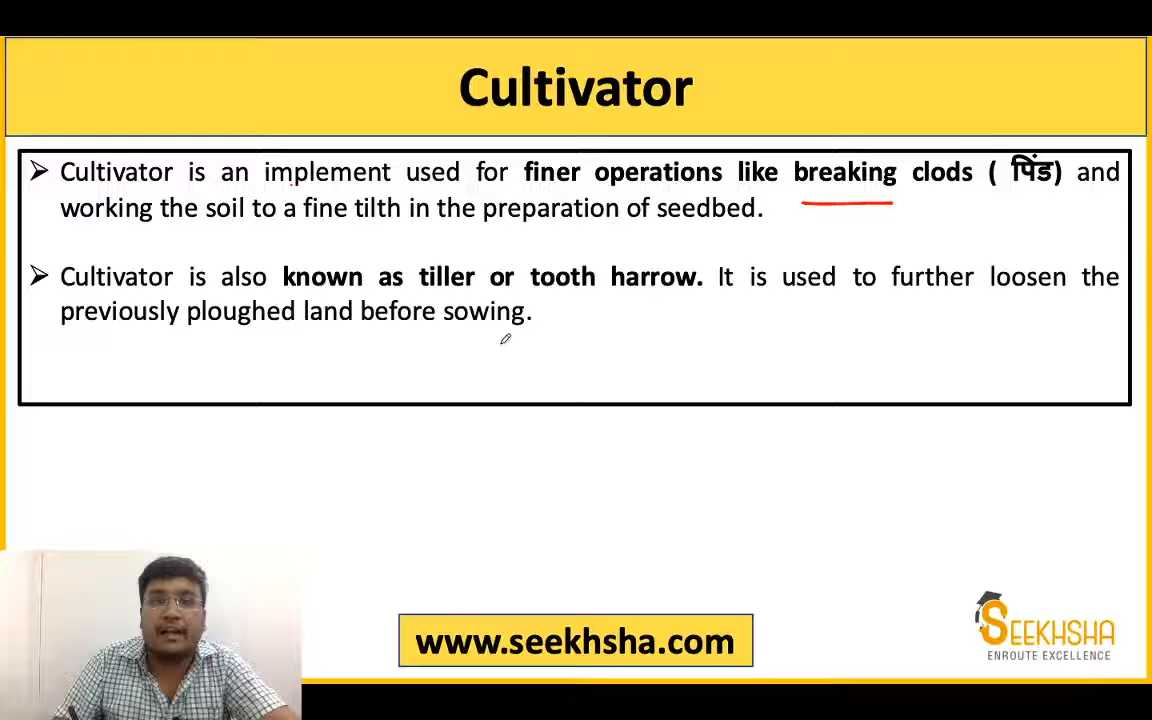 Cultivator
➢ Cultivator is an implement used for finer operations like breaking clods ( पिंड) and
working the soil to a fine tilth in the preparation of seedbed.
➢ Cultivator is also known as tiller or tooth harrow. It is used to further loosen the
previously ploughed land before sowing.
www.seekhsha.com
SEEKHSHA
ENROUTE EXCELLENCE